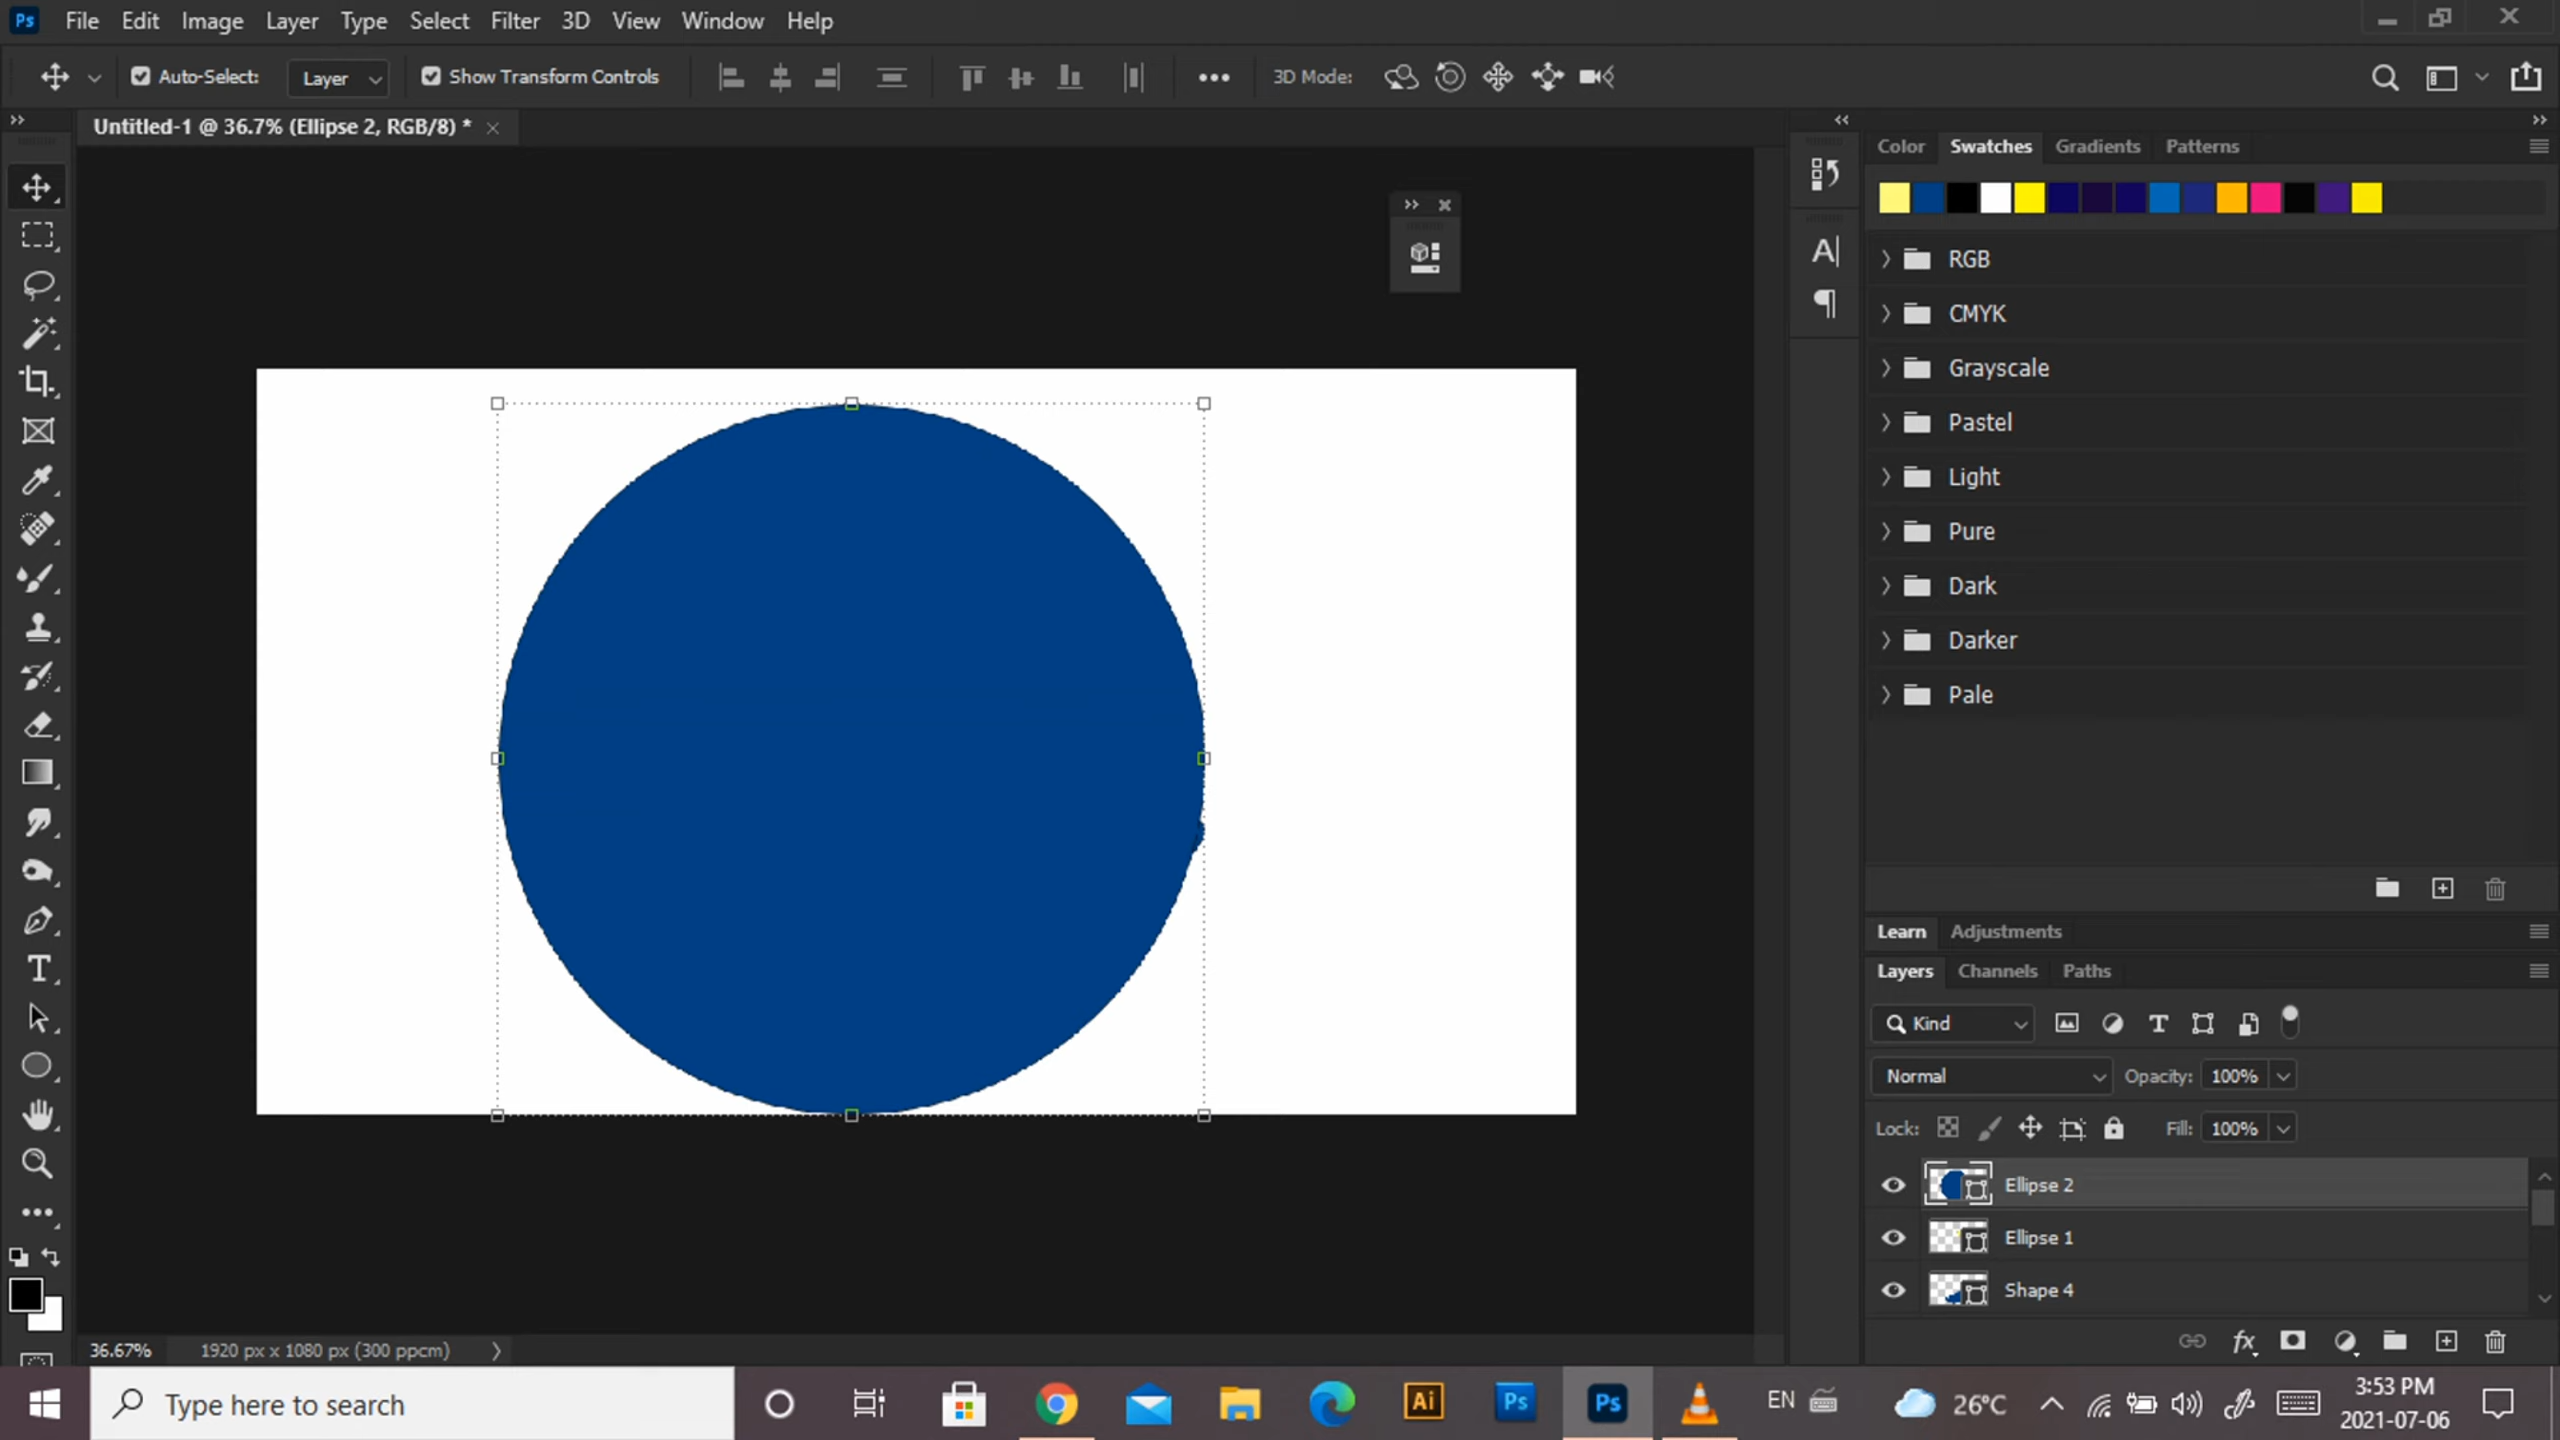 Ps File Edit Image Layer Type Select Filter 3D View Window Help
Auto-Select: Layer Show Transform Controls 3D Mode:
Untitled-1 @ 36.7% (Ellipse 2, RGB/8) *
Color Swatches Gradients Patterns
RGB
CMYK
Grayscale
Pastel
Light
Pure
Dark
Darker
Pale
Learn Adjustments
Layers Channels Paths
Kind
Normal Opacity: 100%
Lock: Fill: 100%
Ellipse 2
Ellipse 1
Shape 4
36.67% 1920 px x 1080 px (300 ppcm)
Type here to search
Ai Ps Ps EN 26°C
3:53 PM
2021-07-06